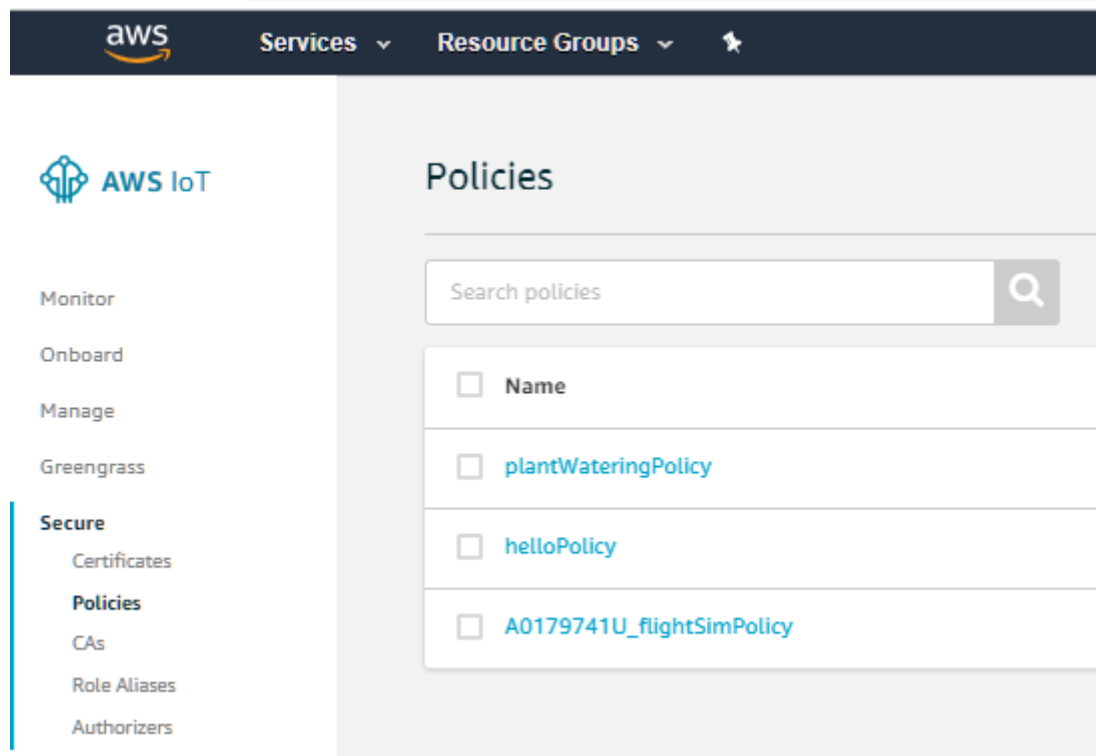 aws Services Resource Groups
AWS IoT
Monitor
Onboard
Manage
Greengrass
Secure
Certificates
Policies
CAs
Role Aliases
Authorizers
Policies
Search policies
Name
plantWateringPolicy
helloPolicy
A0179741U_flightSimPolicy